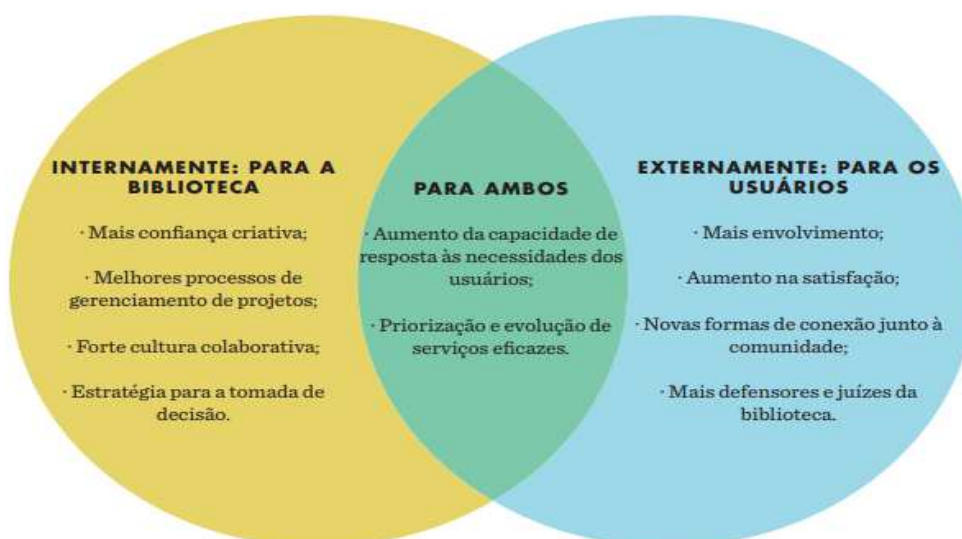 INTERNAMENTE: PARA A
BIBLIOTECA
· Mais confiança criativa;
· Melhores processos de
gerenciamento de projetos;
· Forte cultura colaborativa;
· Estratégia para a tomada de
decisão.
PARA AMBOS
· Aumento da capacidade de
resposta às necessidades dos
usuários;
· Priorização e evolução de
serviços eficazes.
EXTERNAMENTE: PARA OS
USUÁRIOS
· Mais envolvimento;
· Aumento na satisfação;
· Novas formas de conexão junto à
comunidade;
· Mais defensores e juízes da
biblioteca.